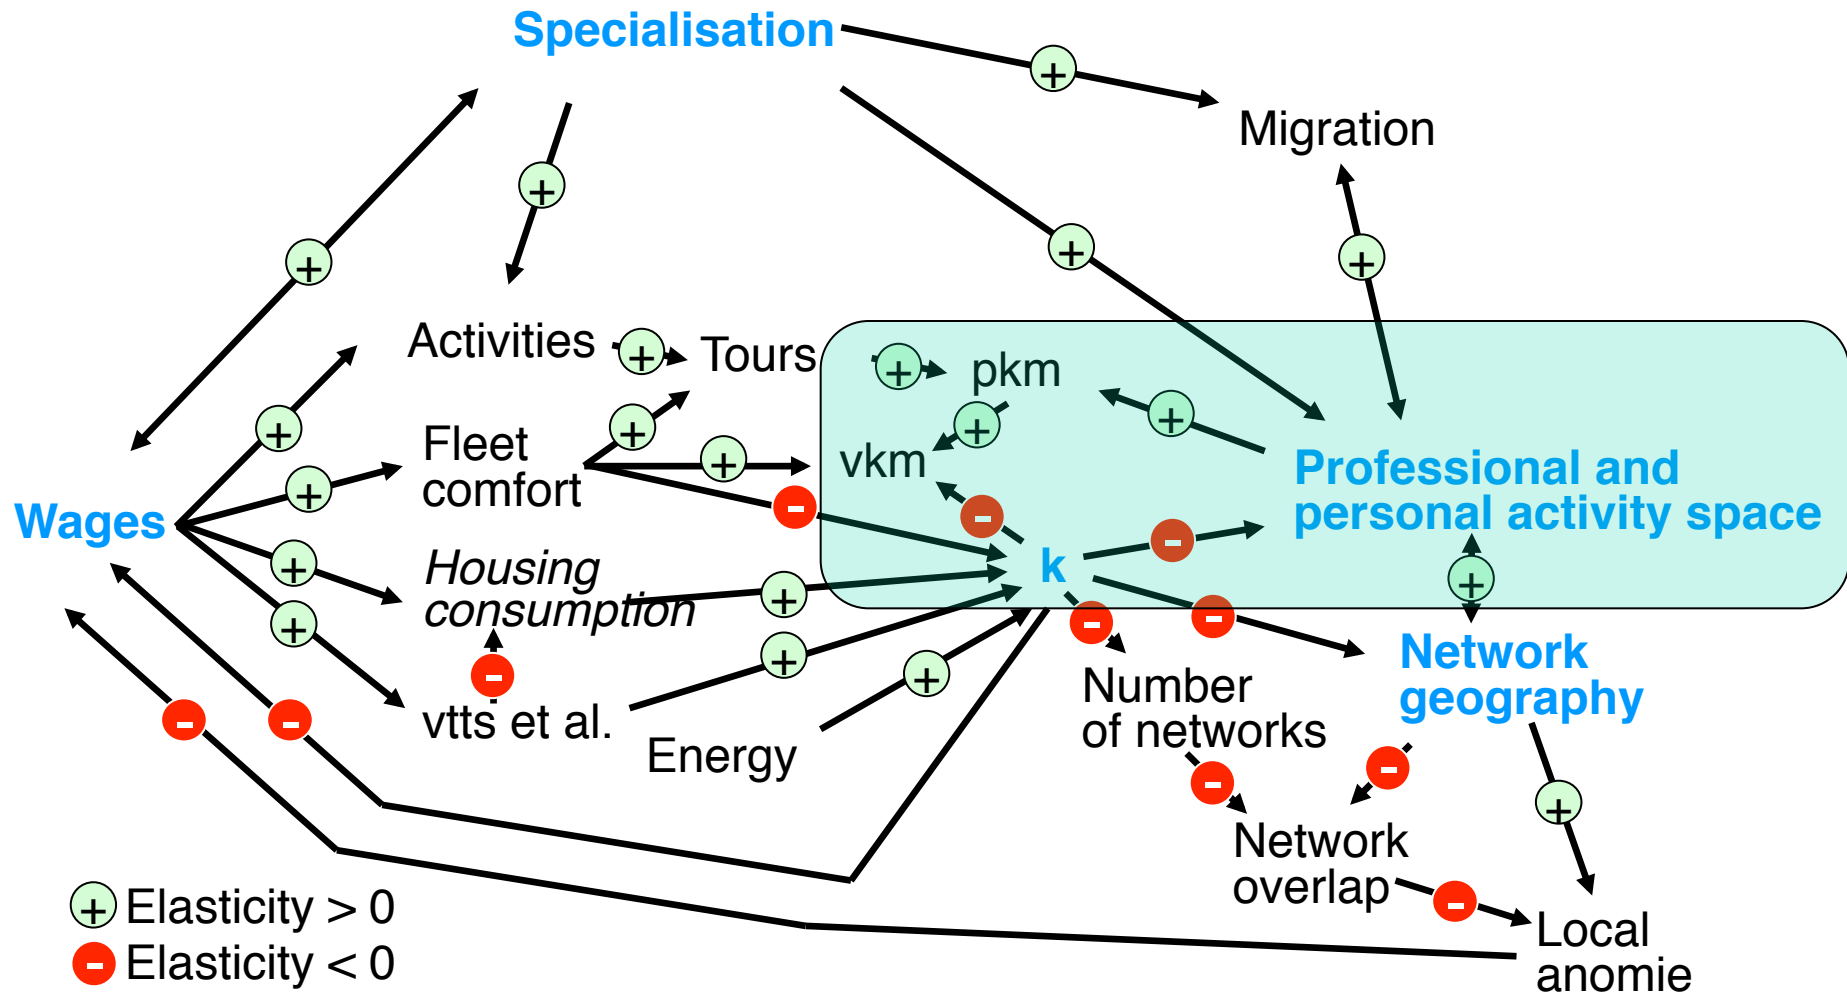 Specialisation
+
Migration
+
+
+
+
Activities
+
Tours
+
pkm
+
+
+
Fleet
comfort
+
+
vkm
Professional and
personal activity space
+
-
-
Wages
-
+
Housing
consumption
+
k
+
+
-
-
+
-
vtts et al.
+
Energy
Number
of networks
Network
geography
-
-
-
-
+
Network
overlap
-
+ Elasticity > 0
- Elasticity < 0
Local
anomie